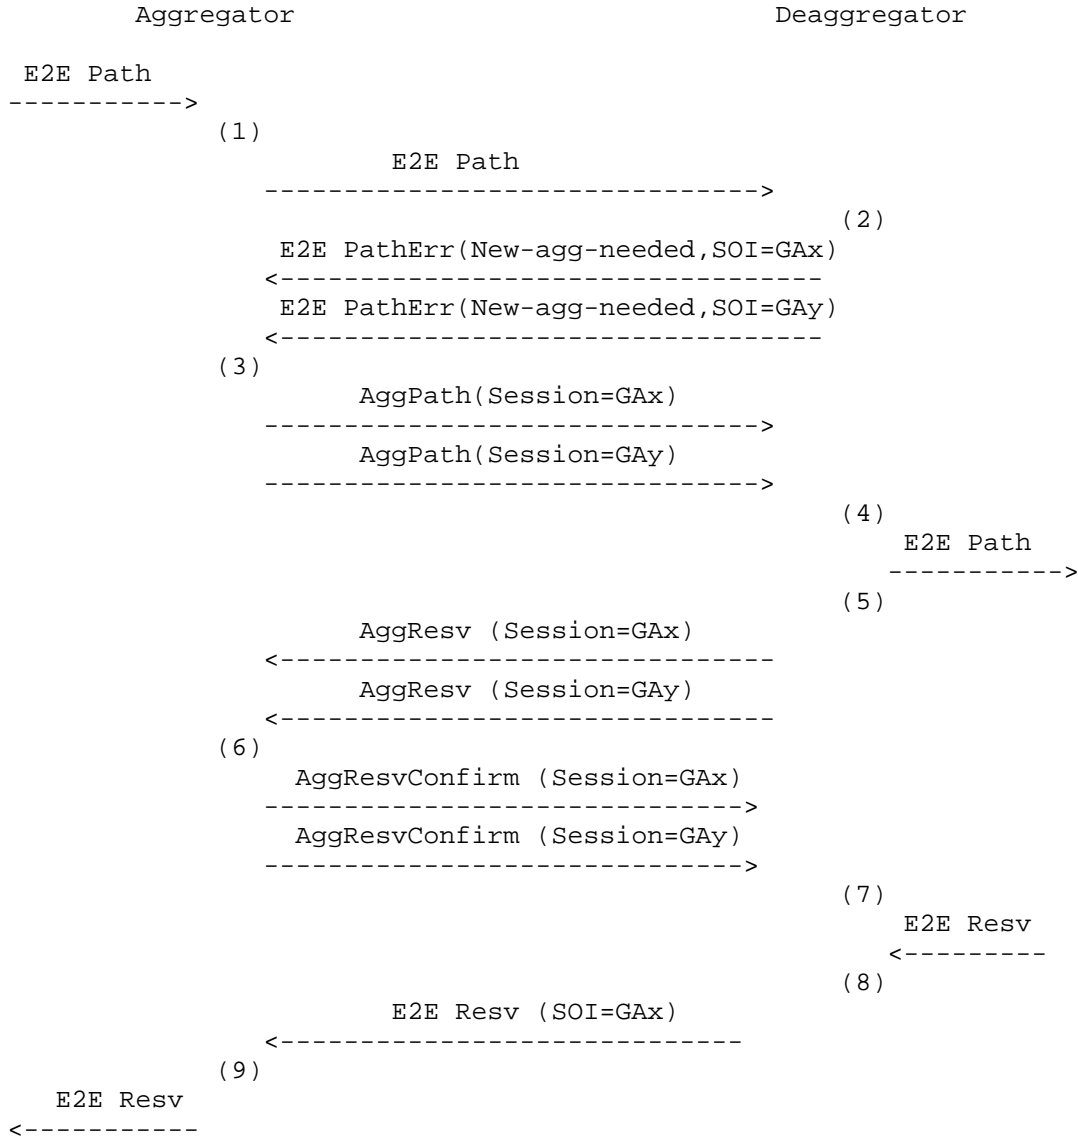 Aggregator                              Deaggregator
E2E Path
----------->
(1)
E2E Path
------------------------------->
(2)
E2E PathErr(New-agg-needed,SOI=GAx)
<----------------------------------
E2E PathErr(New-agg-needed,SOI=GAy)
<----------------------------------
(3)
AggPath(Session=GAx)
------------------------------->
AggPath(Session=GAy)
------------------------------->
(4)
E2E Path
----------->
(5)
AggResv (Session=GAx)
<-------------------------------
AggResv (Session=GAy)
<-------------------------------
(6)
AggResvConfirm (Session=GAx)
------------------------------>
AggResvConfirm (Session=GAy)
------------------------------>
(7)
E2E Resv
<---------
(8)
E2E Resv (SOI=GAx)
<-----------------------------
(9)
E2E Resv
<-----------